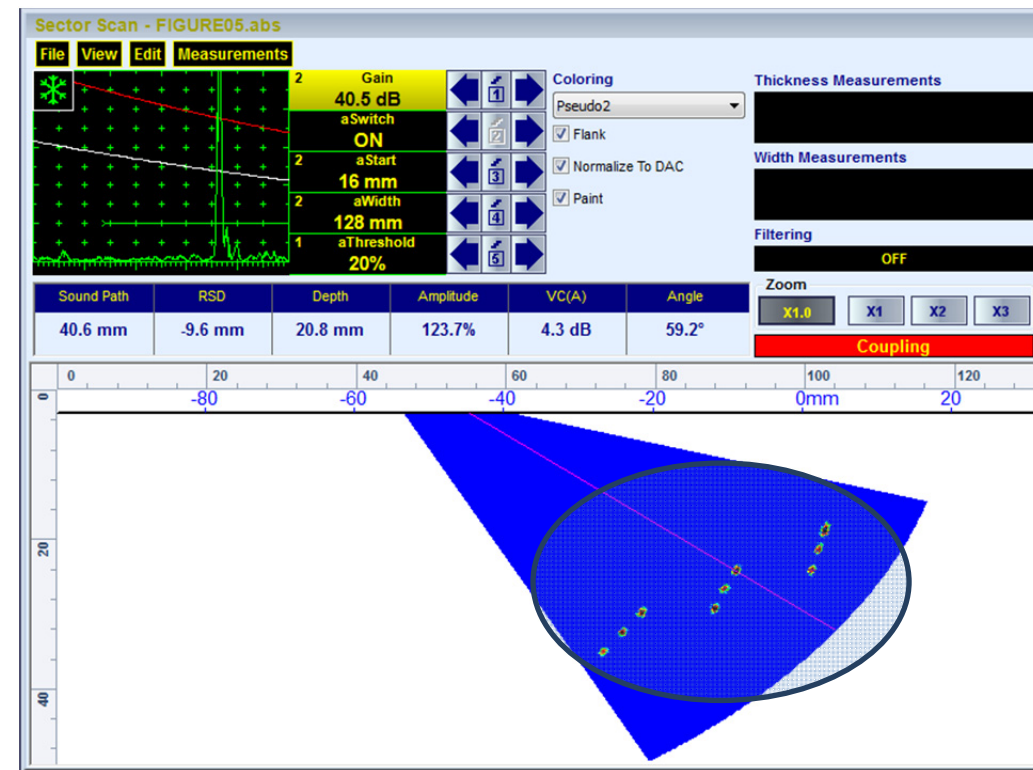 Sector Scan - FIGURE05.abs
File View Edit Measurements
2 Gain
40.5 dB
1
aSwitch
ON
2
2 aStart
16 mm
3
2 aWidth
128 mm
4
1 aThreshold
20%
5
Coloring
Pseudo2
Flank
Normalize To DAC
Paint
Thickness Measurements
Width Measurements
Filtering
OFF
Zoom
X1.0 X1 X2 X3
Coupling
Sound Path RSD Depth Amplitude VC(A) Angle
40.6 mm -9.6 mm 20.8 mm 123.7% 4.3 dB 59.2°
0 20 40 60 80 100 120
0 -80 -60 -40 -20 0mm 20
20
40